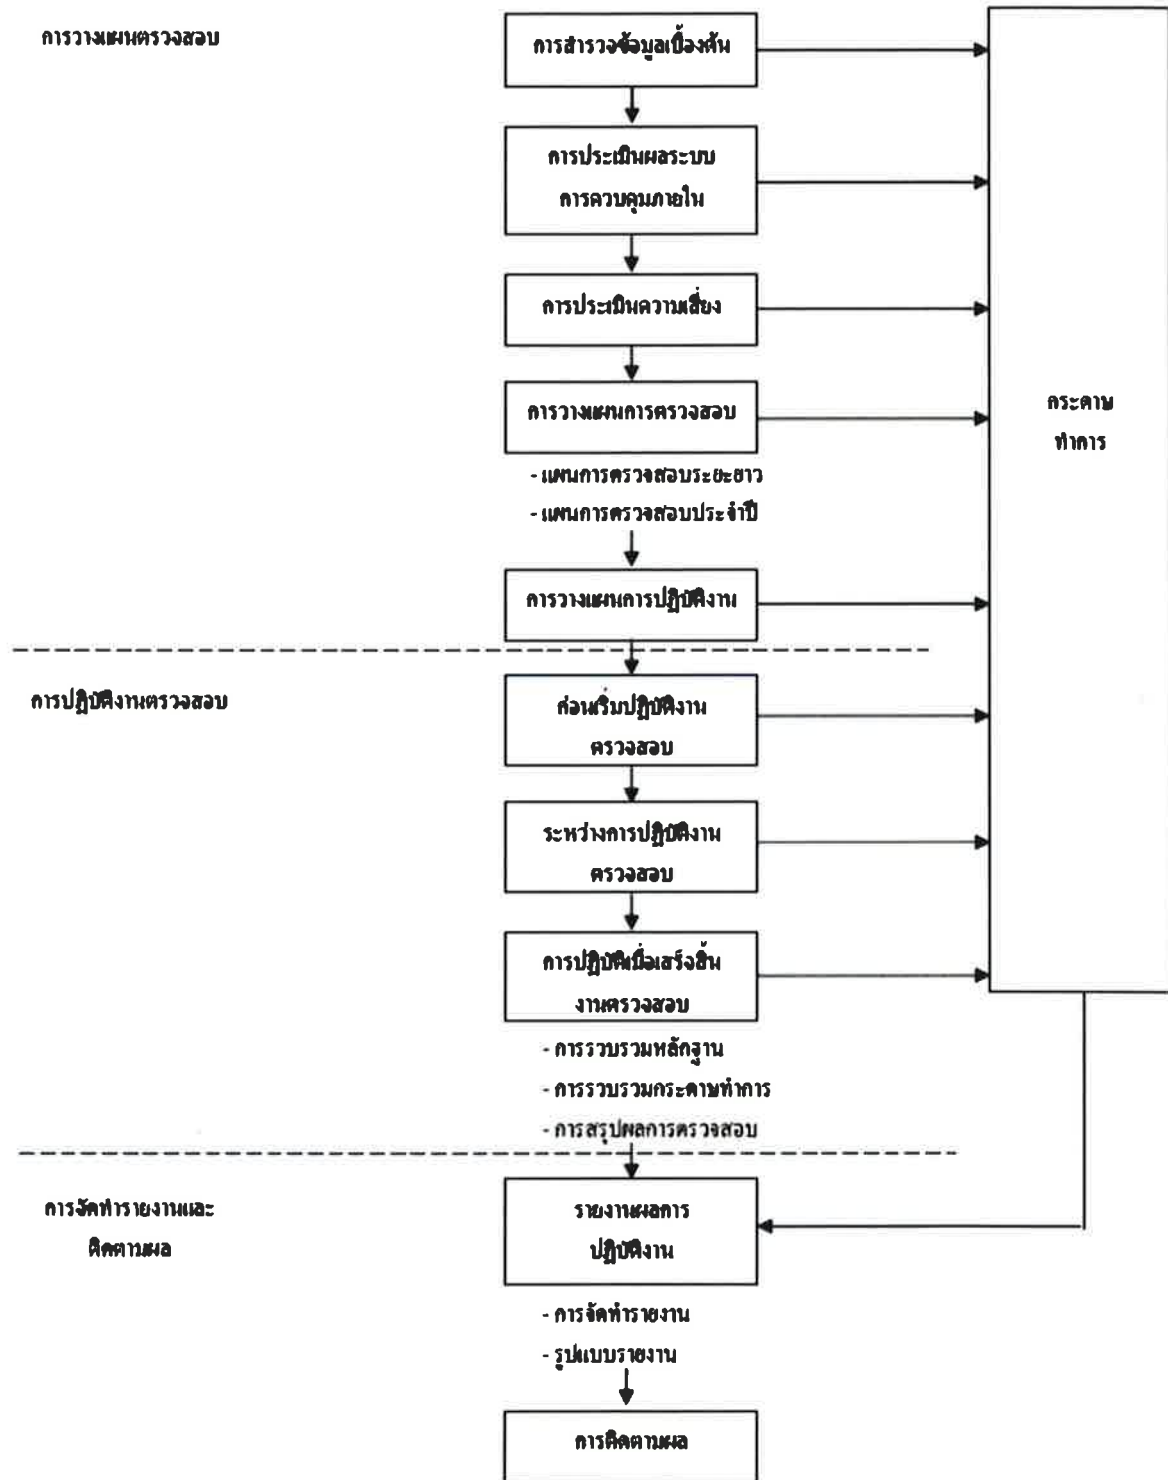 การวางแผนตรวจสอบ
การสำรวจข้อมูลเบื้องต้น
การประเมินผลระบบ
การควบคุมภายใน
การประเมินความเสี่ยง
การวางแผนการตรวจสอบ
- แผนการตรวจสอบระยะยาว
- แผนการตรวจสอบประจำปี
การวางแผนการปฏิบัติงาน
กระดาษ
ทำการ
การปฏิบัติงานตรวจสอบ
ก่อนเริ่มปฏิบัติงาน
ตรวจสอบ
ระหว่างการปฏิบัติงาน
ตรวจสอบ
การปฏิบัติเมื่อเสร็จสิ้น
งานตรวจสอบ
- การรวบรวมหลักฐาน
- การรวบรวมกระดาษทำการ
- การสรุปผลการตรวจสอบ
การจัดทำรายงานและ
ติดตามผล
รายงานผลการ
ปฏิบัติงาน
- การจัดทำรายงาน
- รูปแบบรายงาน
การติดตามผล